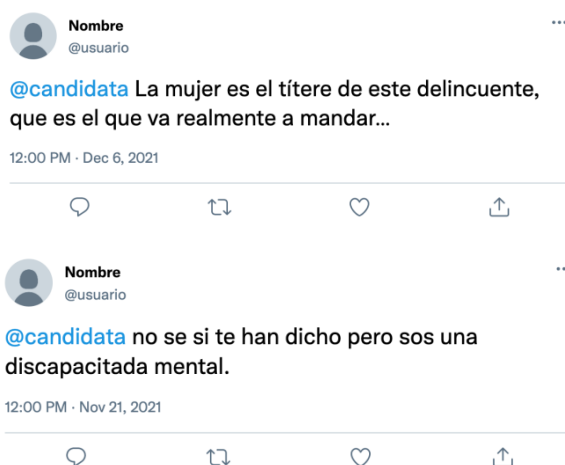 Nombre
@usuario
@candidata La mujer es el títere de este delincuente,
que es el que va realmente a mandar...
12:00 PM · Dec 6, 2021
Nombre
@usuario
@candidata no se si te han dicho pero sos una
discapacitada mental.
12:00 PM · Nov 21, 2021